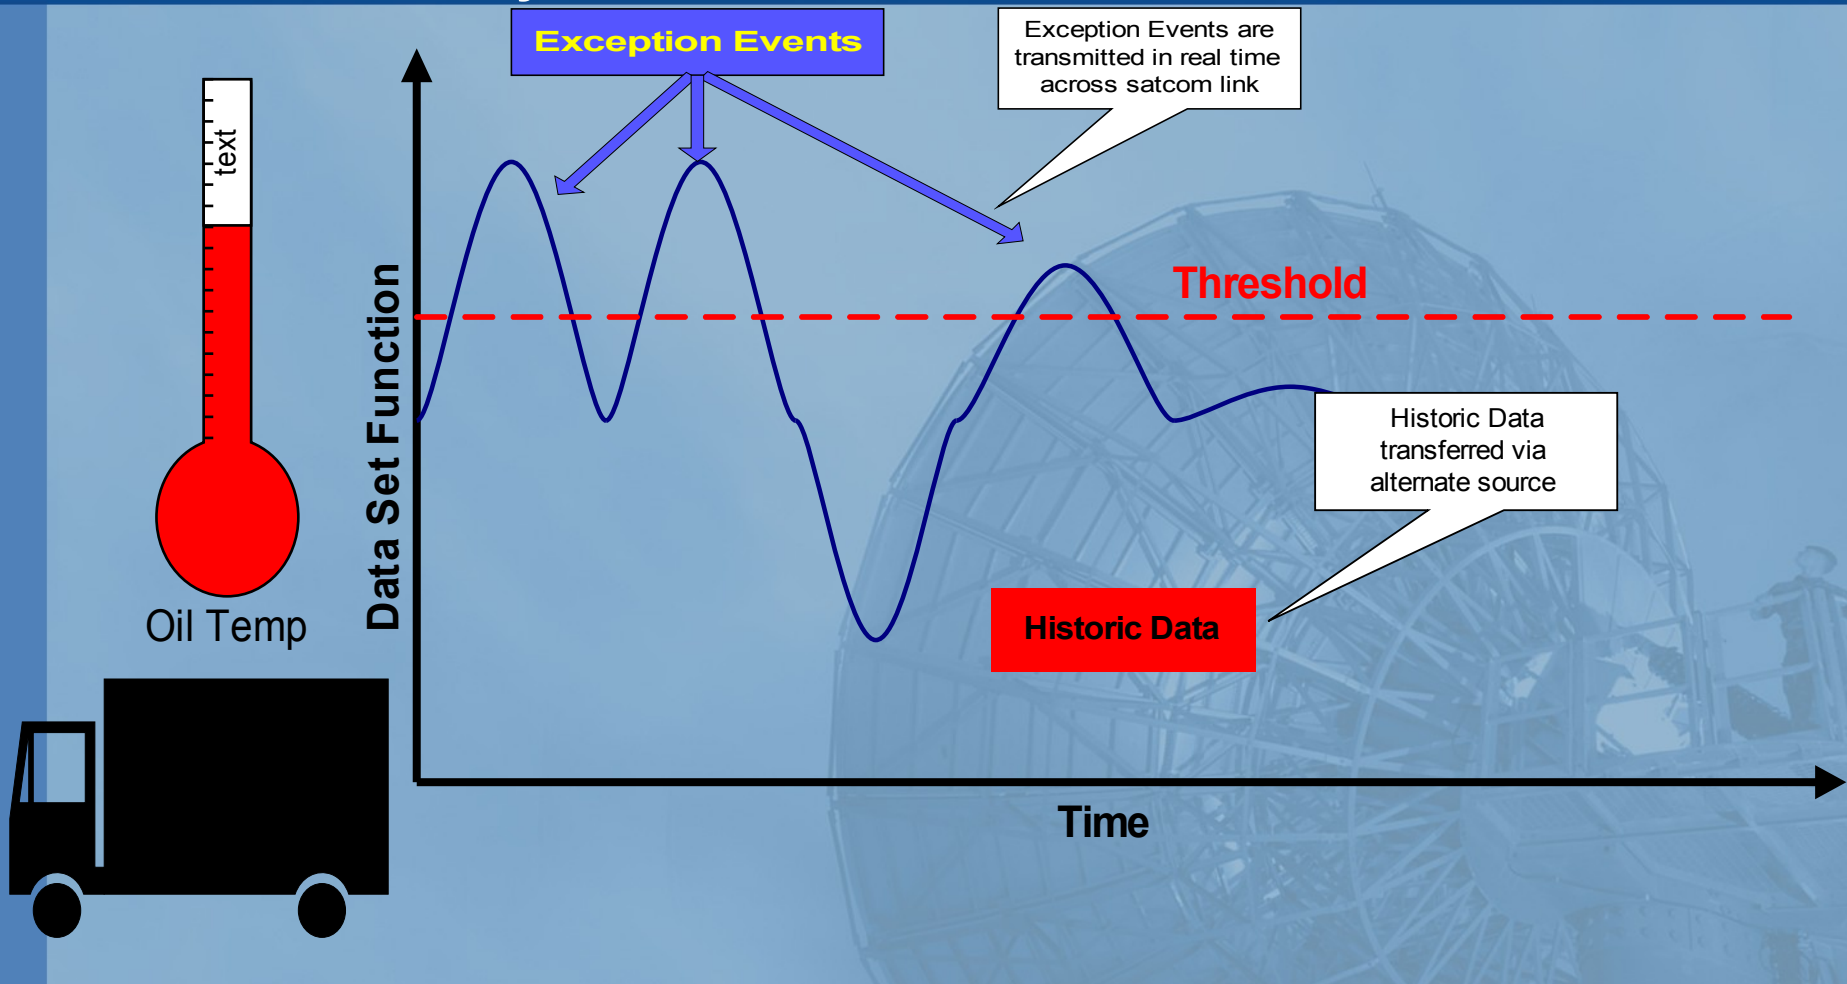 Exception Events
Exception Events are
transmitted in real time
across satcom link
text
Threshold
Data Set Function
Historic Data
transferred via
alternate source
Oil Temp
Historic Data
Time